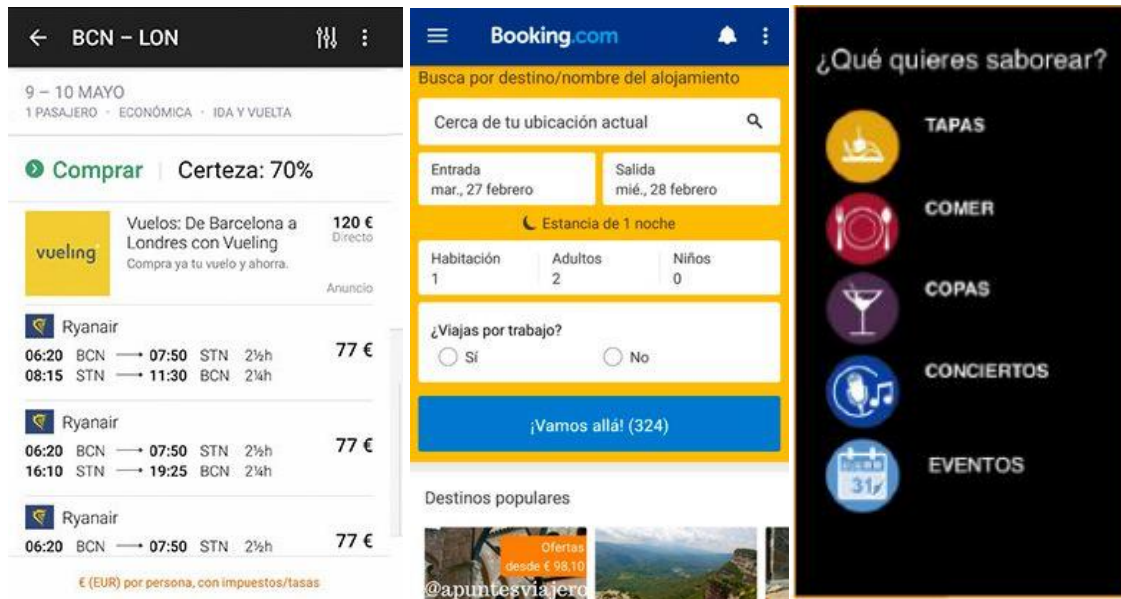 BCN – LON
9 – 10 MAYO
1 PASAJERO · ECONÓMICA · IDA Y VUELTA
Comprar | Certeza: 70%
vueling
Vuelos: De Barcelona a
Londres con Vueling
Compra ya tu vuelo y ahorra.
120 €
Directo
Anuncio
Ryanair
06:20 BCN → 07:50 STN 2½h
08:15 STN → 11:30 BCN 2¼h
77 €
Ryanair
06:20 BCN → 07:50 STN 2½h
16:10 STN → 19:25 BCN 2¼h
77 €
Ryanair
06:20 BCN → 07:50 STN 2½h
77 €
€ (EUR) por persona, con impuestos/tasas
Booking.com
Busca por destino/nombre del alojamiento
Cerca de tu ubicación actual
Entrada
mar., 27 febrero
Salida
mié., 28 febrero
Estancia de 1 noche
Habitación
1
Adultos
2
Niños
0
¿Viajas por trabajo?
Sí
No
¡Vamos allá! (324)
Destinos populares
Ofertas
desde € 98,10
@apuntesviajero
¿Qué quieres saborear?
TAPAS
COMER
COPAS
CONCIERTOS
EVENTOS
31